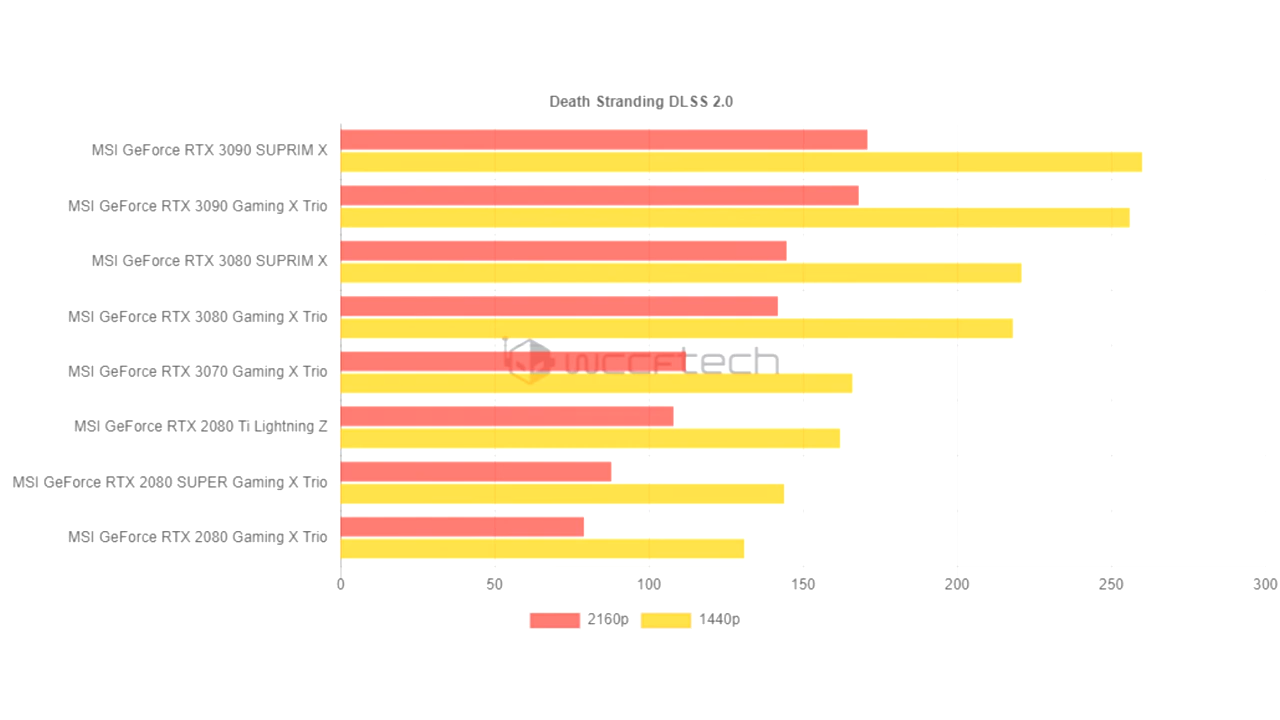 Death Stranding DLSS 2.0
MSI GeForce RTX 3090 SUPRIM X
MSI GeForce RTX 3090 Gaming X Trio
MSI GeForce RTX 3080 SUPRIM X
MSI GeForce RTX 3080 Gaming X Trio
wccftech
MSI GeForce RTX 3070 Gaming X Trio
MSI GeForce RTX 2080 Ti Lightning Z
MSI GeForce RTX 2080 SUPER Gaming X Trio
MSI GeForce RTX 2080 Gaming X Trio
0 50 100 150 200 250 300
2160p 1440p